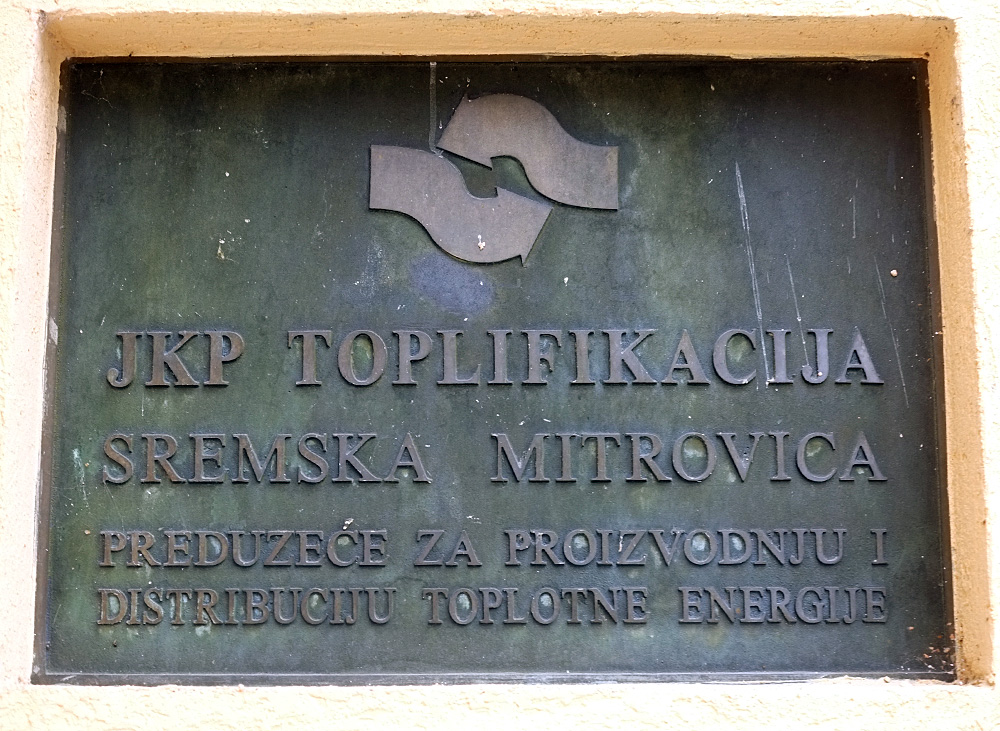 JKP TOPLIFIKACIJA
SREMSKA MITROVICA
PREDUZEĆE ZA PROIZVODNJU I
DISTRIBUCIJU TOPLOTNE ENERGIJE